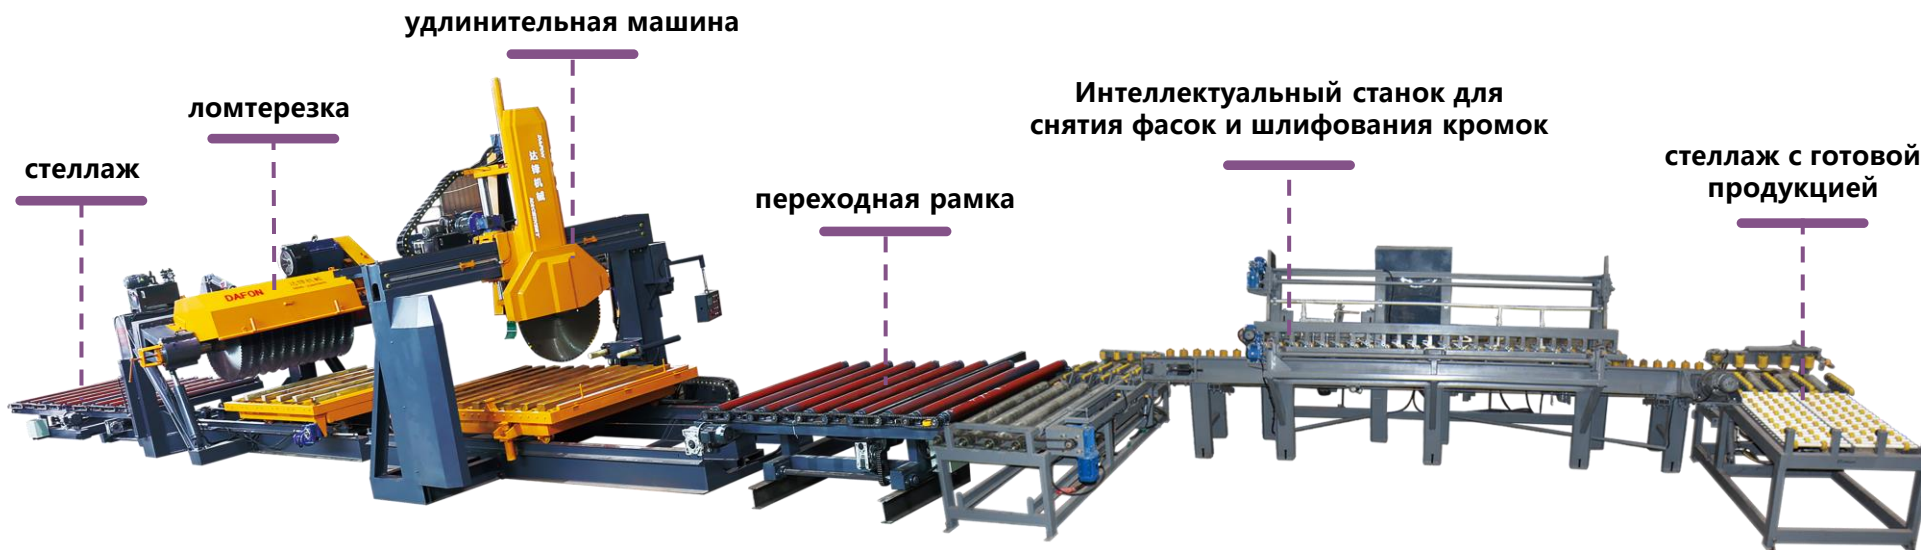 удлинительная машина
ломтерезка
стеллаж
Интеллектуальный станок для
снятия фасок и шлифования кромок
переходная рамка
стеллаж с готовой
продукцией
DAFON